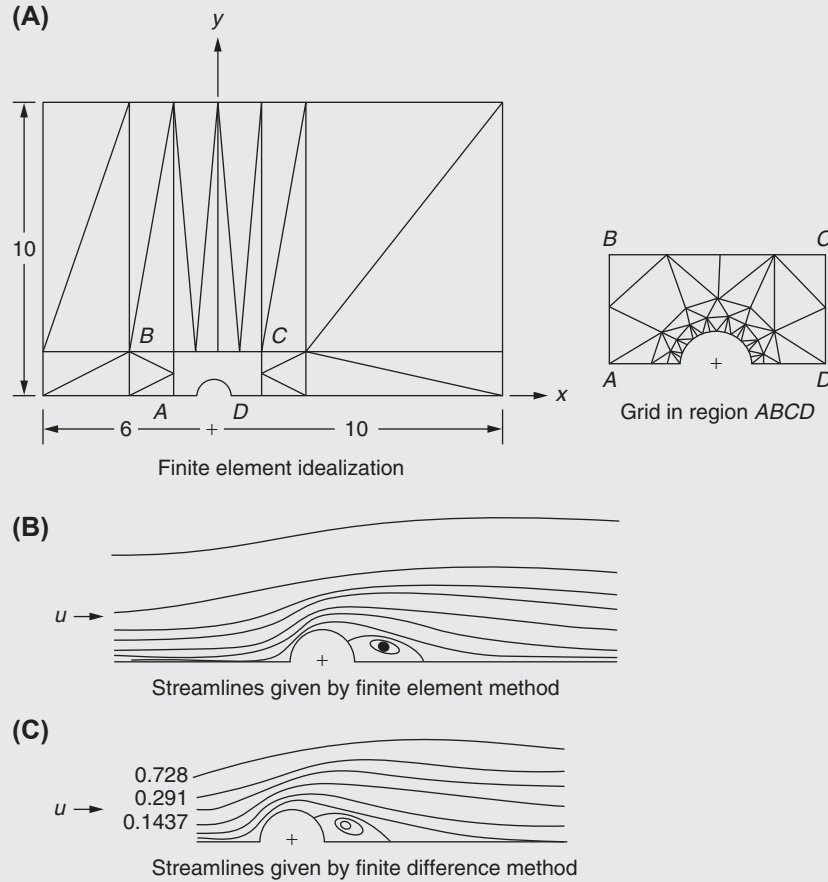 (A)
y
10
B
C
A
D
x
6
+
10
Finite element idealization
B
C
+
A
D
Grid in region ABCD
(B)
u
+
Streamlines given by finite element method
(C)
0.728
u
0.291
0.1437
+
Streamlines given by finite difference method